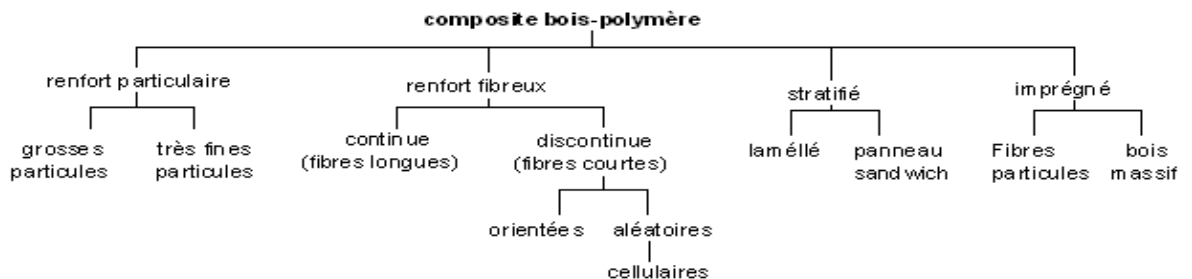 composite bois-polymère
renfort particulaire
renfort fibreux
stratifié
imprégné
grosses
particules
très fines
particules
continue
(fibres longues)
discontinue
(fibres courtes)
laméllé
panneau
sandwich
Fibres
particules
bois
massif
orientées
aléatoires
cellulaires